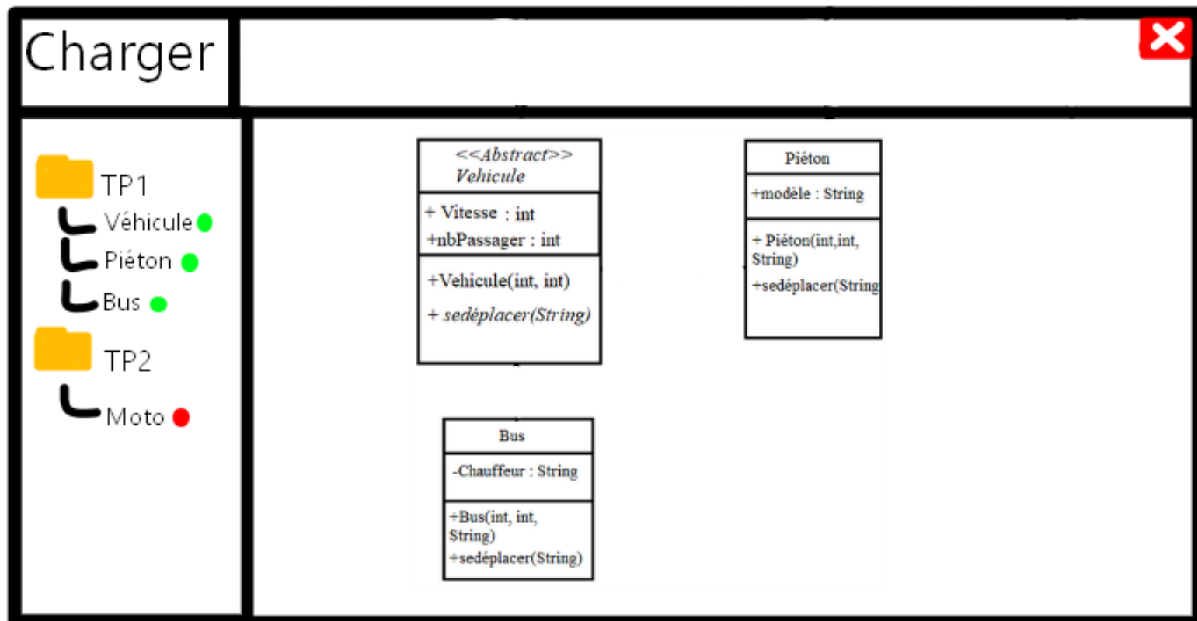 Charger
TP1
Véhicule
Piéton
Bus
TP2
Moto
<<Abstract>>
Vehicule
+ Vitesse : int
+nbPassager : int
+Vehicule(int, int)
+ sedéplacer(String)
Piéton
+modèle : String
+ Piéton(int,int,
String)
+sedéplacer(String
Bus
-Chauffeur : String
+Bus(int, int,
String)
+sedéplacer(String)